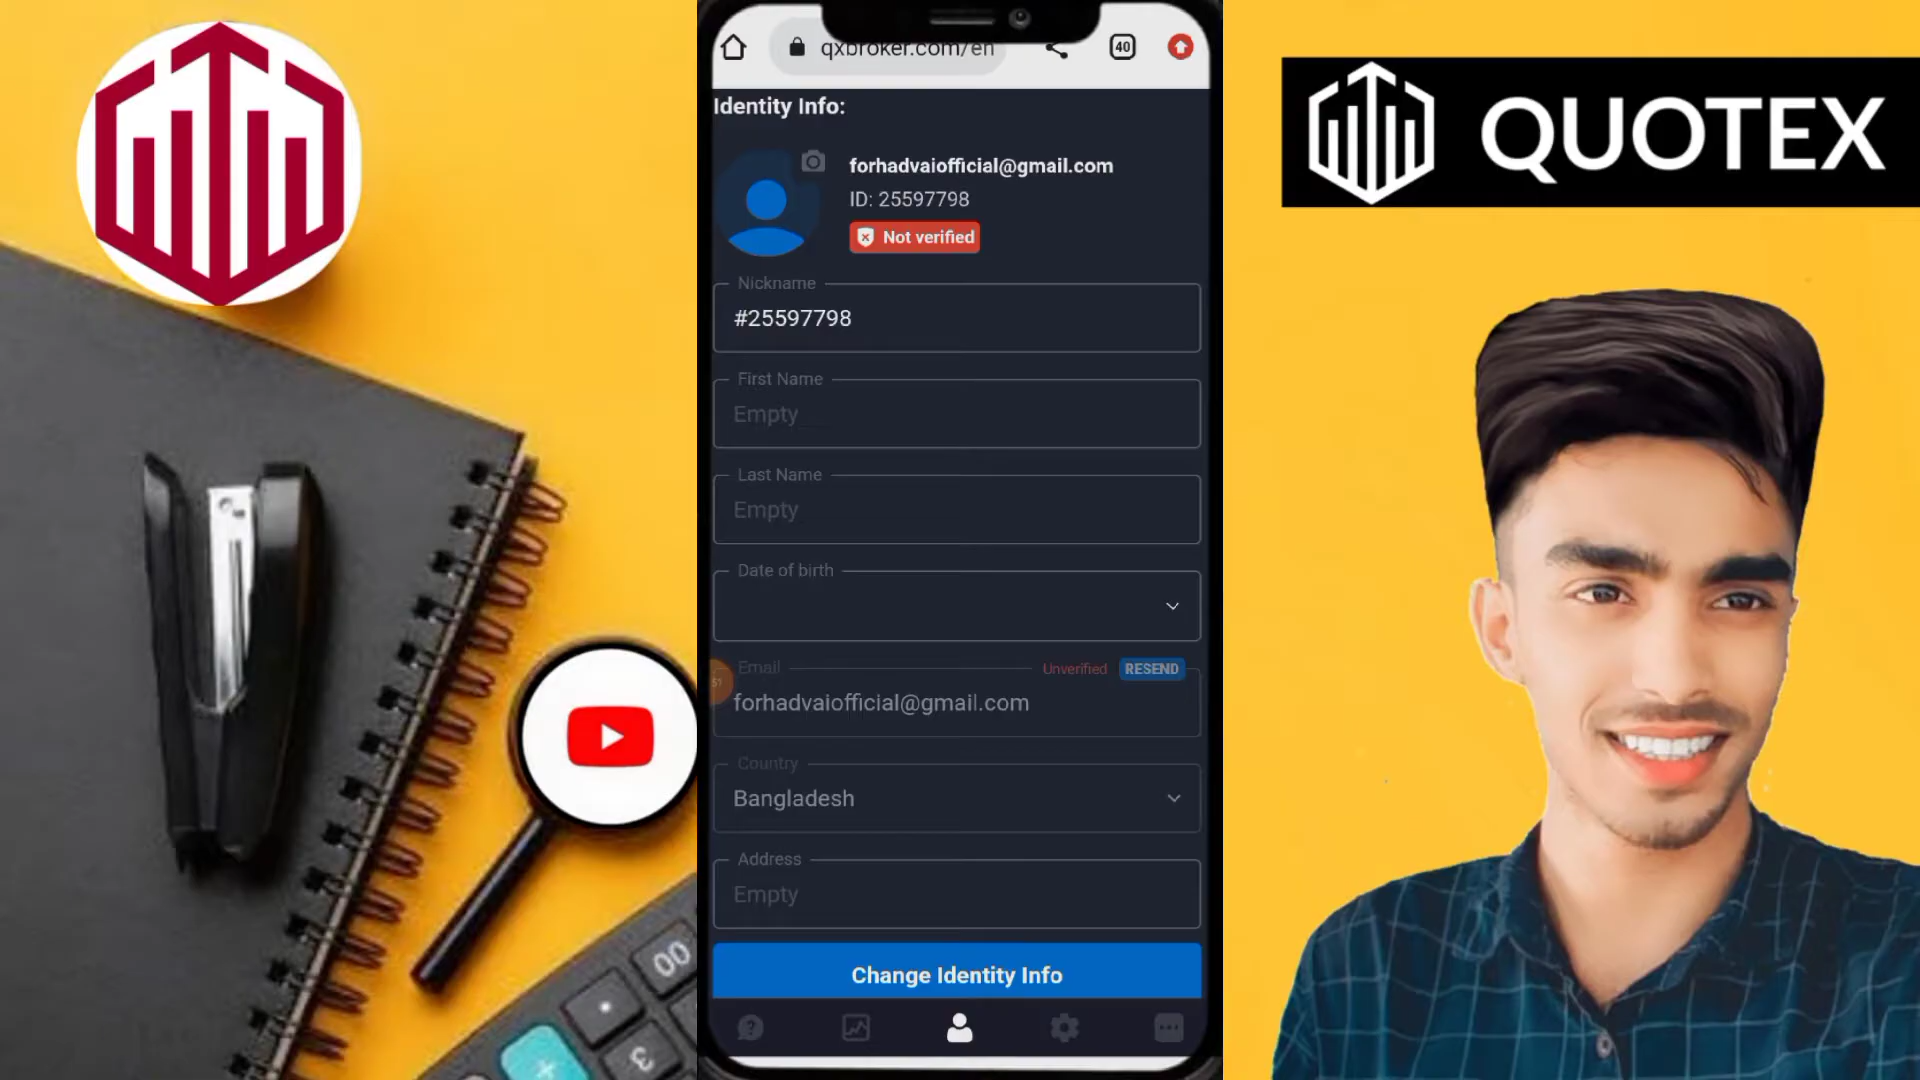 40
qxbroker.com/en
Identity Info:
forhadvaiofficial@gmail.com
ID: 25597798
Not verified
Nickname
#25597798
First Name
Empty
Last Name
Empty
Date of birth
Email
Unverified
RESEND
51
forhadvaiofficial@gmail.com
Country
Bangladesh
Address
Empty
Change Identity Info
QUOTEX
00
3